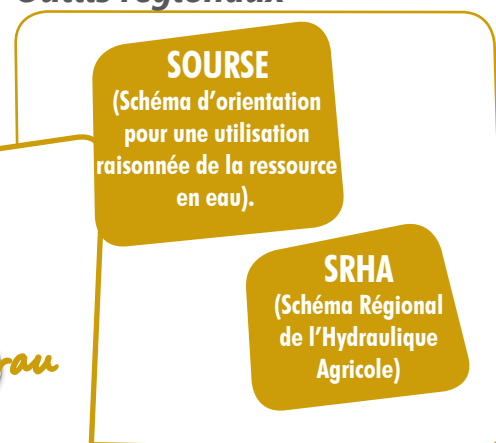 SOURSE
(Schéma d'orientation
pour une utilisation
raisonnée de la ressource
en eau).
SRHA
(Schéma Régional
de l'Hydraulique
Agricole)